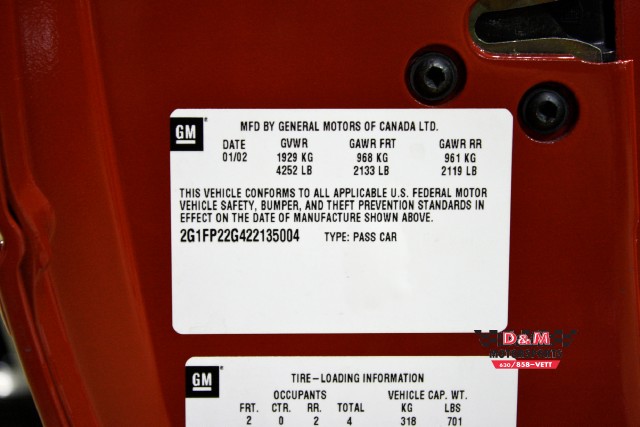 GM
MFD BY GENERAL MOTORS OF CANADA LTD.
DATE GVWR GAWR FRT GAWR RR
01/02 1929 KG 968 KG 961 KG
4252 LB 2133 LB 2119 LB
THIS VEHICLE CONFORMS TO ALL APPLICABLE U.S. FEDERAL MOTOR
VEHICLE SAFETY, BUMPER, AND THEFT PREVENTION STANDARDS IN
EFFECT ON THE DATE OF MANUFACTURE SHOWN ABOVE.
2G1FP22G422135004 TYPE: PASS CAR
D&M
MOTORSPORTS
630/858-VETT
GM
TIRE-LOADING INFORMATION
OCCUPANTS VEHICLE CAP. WT.
FRT. CTR. RR. TOTAL KG LBS
2 0 2 4 318 701